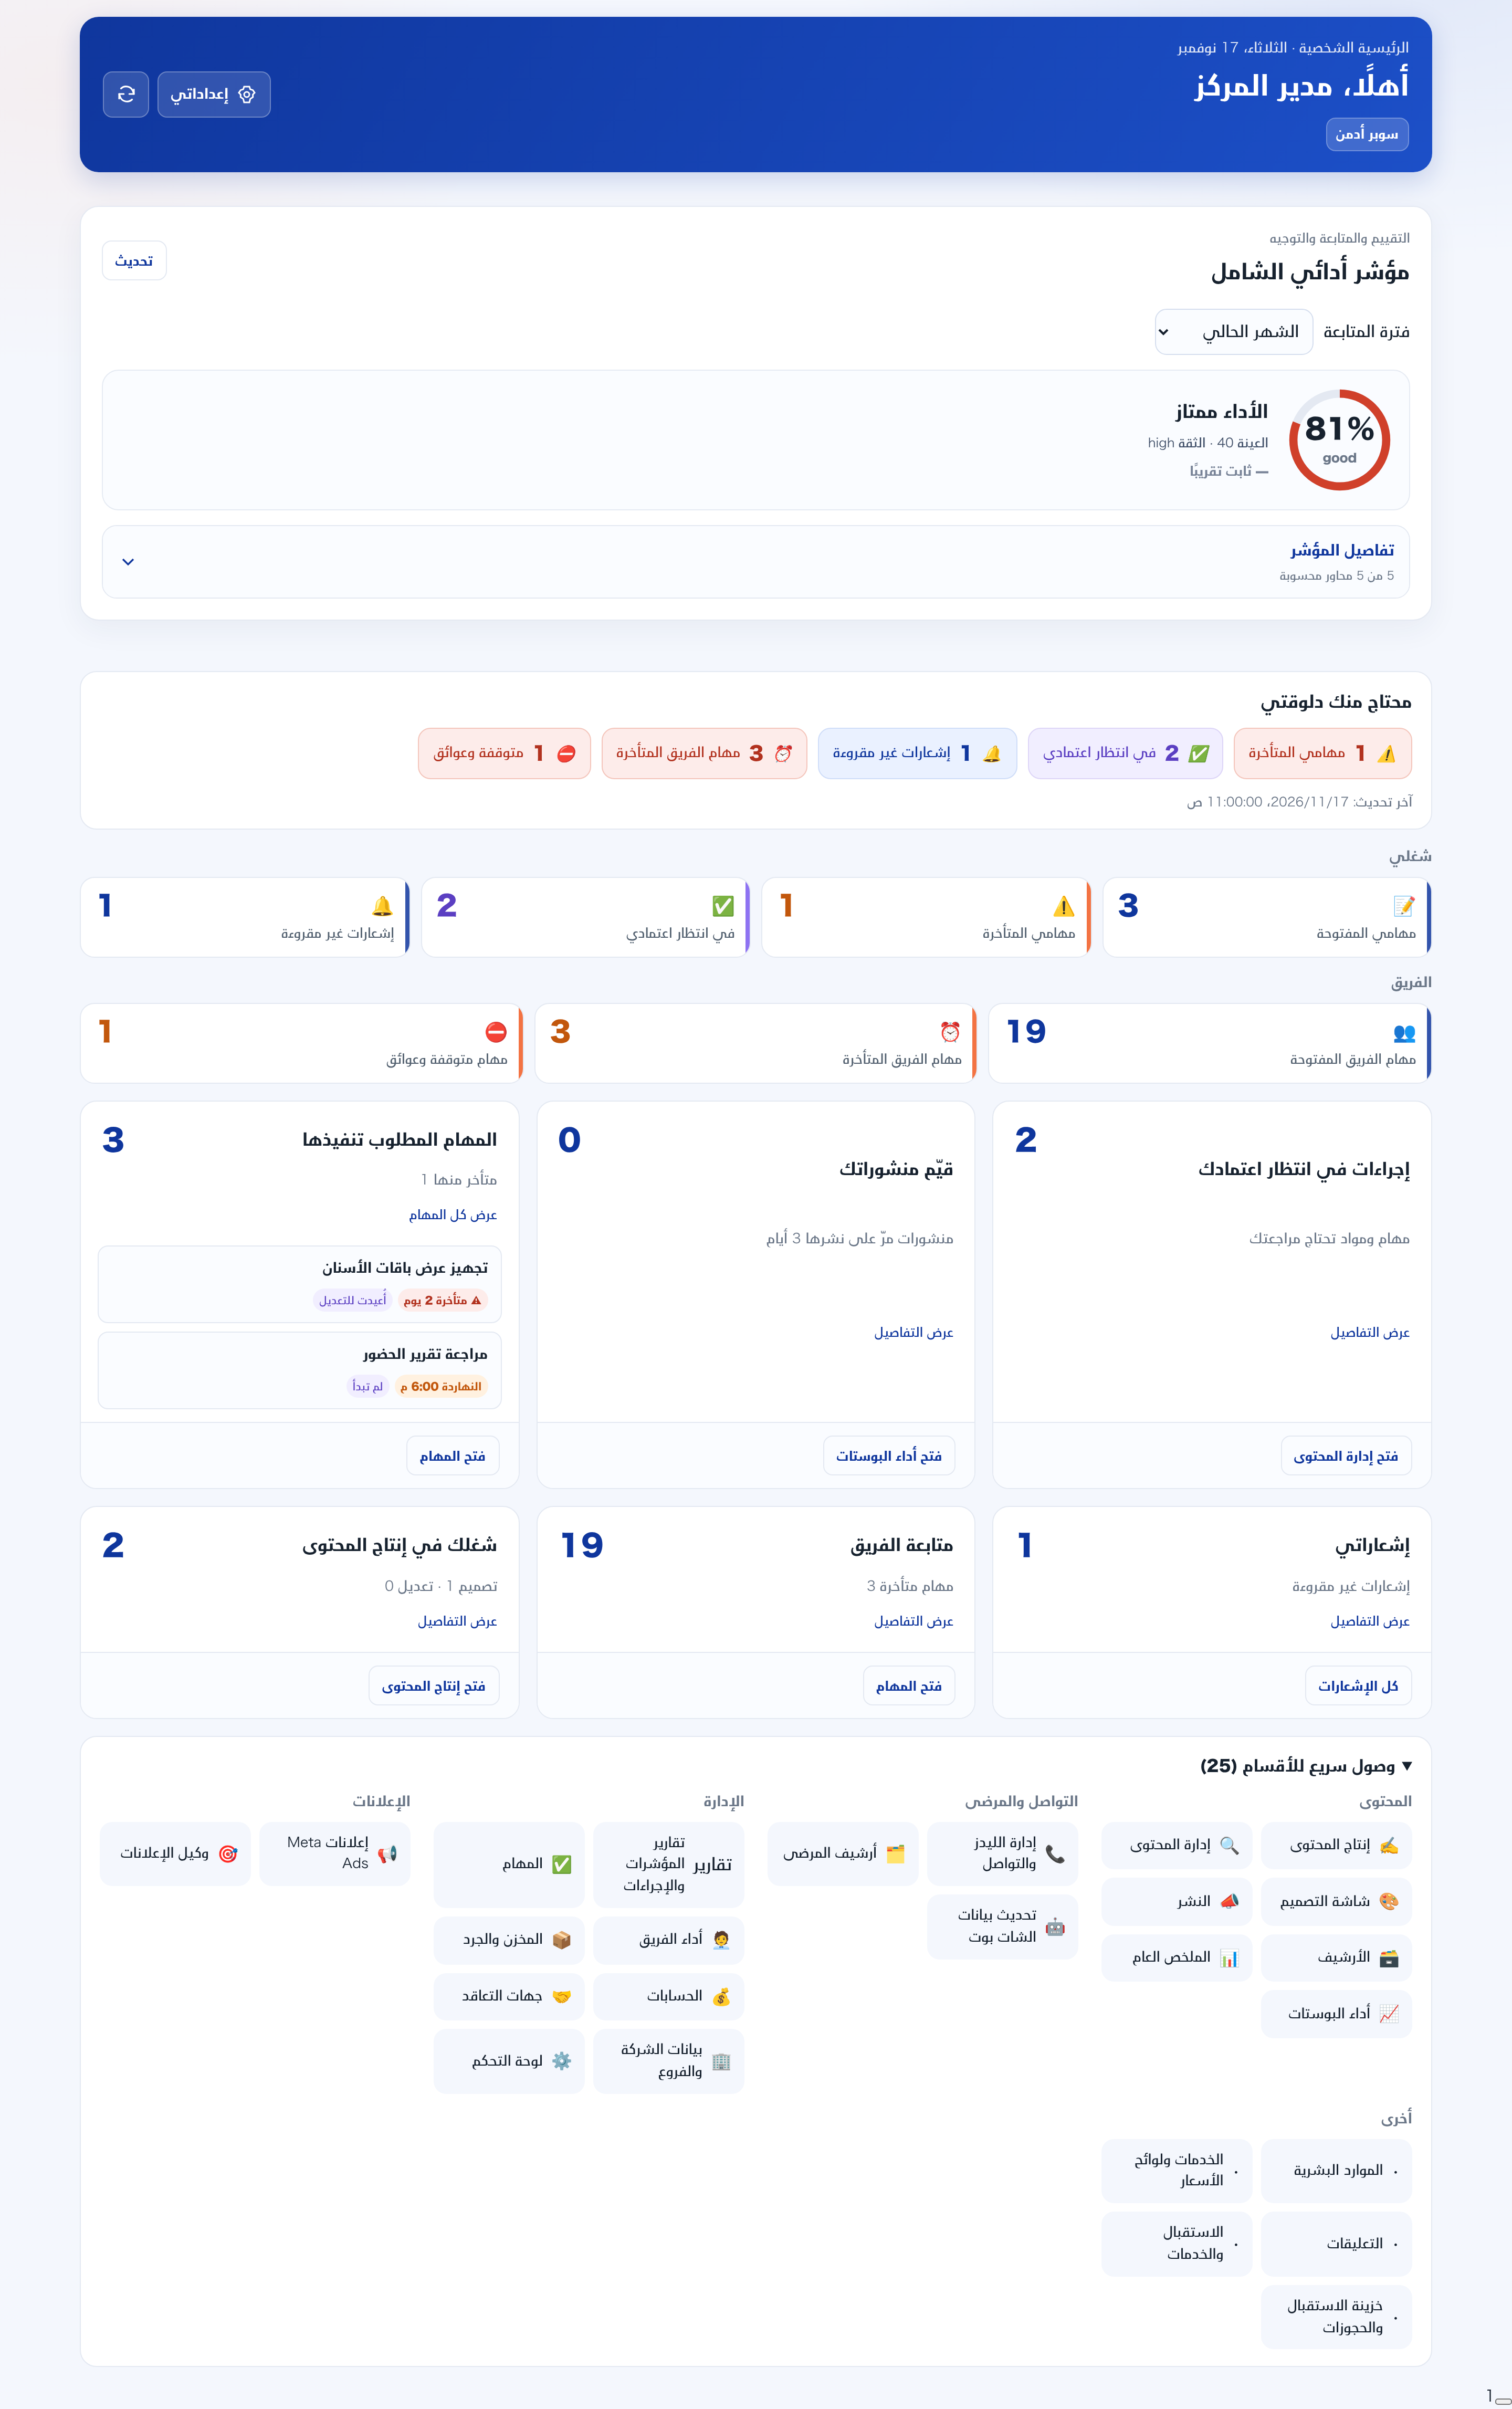 الرئيسية الشخصية · الثلاثاء، 17 نوفمبر
أهلًا، مدير المركز
سوبر أدمن
إعداداتي
التقييم والمتابعة والتوجيه
مؤشر أدائي الشامل
تحديث
فترة المتابعة
الشهر الحالي
81%
good
الأداء ممتاز
العينة 40 · الثقة high
— ثابت تقريبًا
تفاصيل المؤشر
5 من 5 محاور محسوبة
محتاج منك دلوقتي
⚠️ 1 مهامي المتأخرة
✅ 2 في انتظار اعتمادي
🔔 1 إشعارات غير مقروءة
⏰ 3 مهام الفريق المتأخرة
⛔ 1 متوقفة وعوائق
آخر تحديث: 2026/11/17، 11:00:00 ص
شغلي
📝 3
مهامي المفتوحة
⚠️ 1
مهامي المتأخرة
✅ 2
في انتظار اعتمادي
🔔 1
إشعارات غير مقروءة
الفريق
👥 19
مهام الفريق المفتوحة
⏰ 3
مهام الفريق المتأخرة
⛔ 1
مهام متوقفة وعوائق
إجراءات في انتظار اعتمادك
2
مهام ومواد تحتاج مراجعتك
عرض التفاصيل
فتح إدارة المحتوى
قيّم منشوراتك
0
منشورات مرّ على نشرها 3 أيام
عرض التفاصيل
فتح أداء البوستات
المهام المطلوب تنفيذها
3
متأخر منها 1
عرض كل المهام
تجهيز عرض باقات الأسنان
⚠ متأخرة 2 يوم
أُعيدت للتعديل
مراجعة تقرير الحضور
النهاردة 6:00 م
لم تبدأ
فتح المهام
إشعاراتي
1
إشعارات غير مقروءة
عرض التفاصيل
كل الإشعارات
متابعة الفريق
19
مهام متأخرة 3
عرض التفاصيل
فتح المهام
شغلك في إنتاج المحتوى
2
تصميم 1 · تعديل 0
عرض التفاصيل
فتح إنتاج المحتوى
▼ وصول سريع للأقسام (25)
المحتوى
✍️ إنتاج المحتوى
🔍 إدارة المحتوى
🎨 شاشة التصميم
📣 النشر
🗃️ الأرشيف
📊 الملخص العام
📈 أداء البوستات
التواصل والمرضى
📞 إدارة الليدز
والتواصل
🗂️ أرشيف المرضى
🤖 تحديث بيانات
الشات بوت
الإدارة
تقارير
تقارير
المؤشرات
والإجراءات
✅ المهام
🧑‍💼 أداء الفريق
📦 المخزن والجرد
💰 الحسابات
🤝 جهات التعاقد
🏢 بيانات الشركة
والفروع
⚙️ لوحة التحكم
الإعلانات
📢 إعلانات Meta
Ads
🎯 وكيل الإعلانات
أخرى
· الموارد البشرية
· الخدمات ولوائح
الأسعار
· التعليقات
· الاستقبال
والخدمات
· خزينة الاستقبال
والحجوزات
1